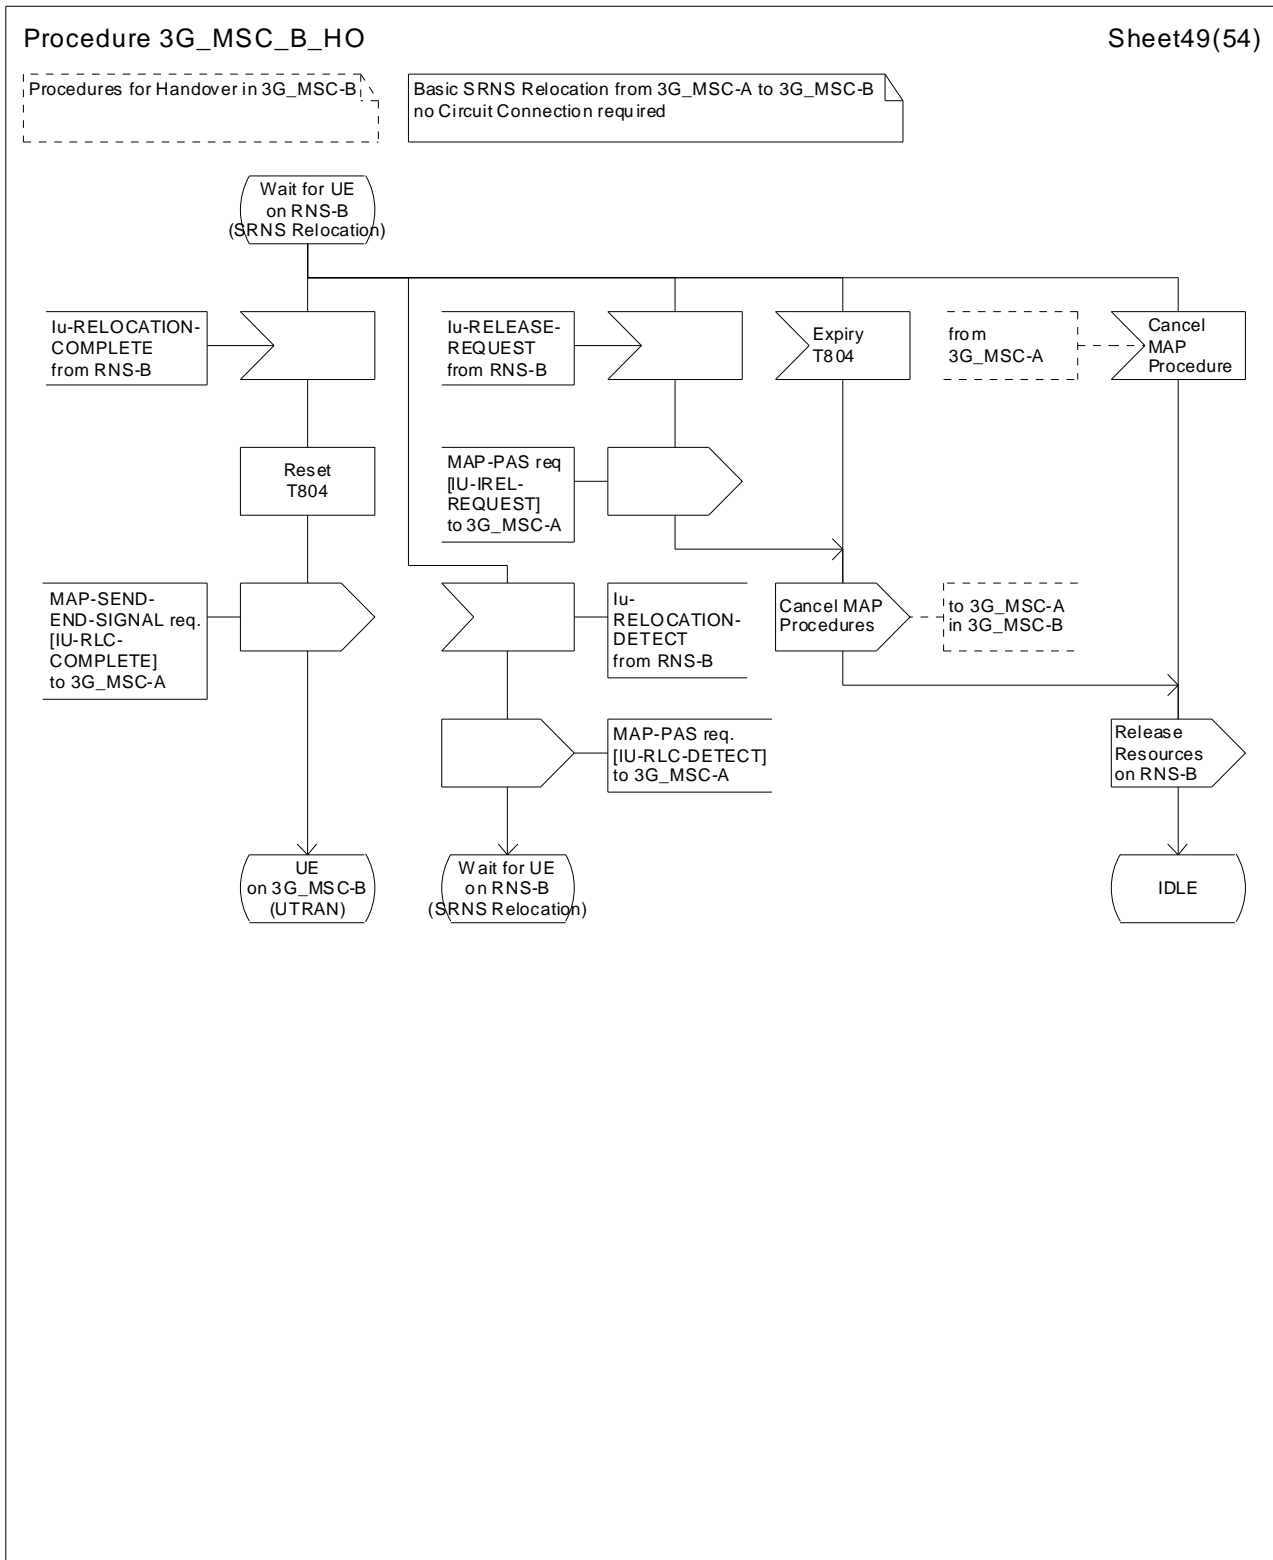 Procedure 3G_MSC_B_HO
Sheet49(54)
Procedures for Handover in 3G_MSC-B
Basic SRNS Relocation from 3G_MSC-A to 3G_MSC-B
no Circuit Connection required
Wait for UE
on RNS-B
(SRNS Relocation)
Iu-RELOCATION-
COMPLETE
from RNS-B
Iu-RELEASE-
REQUEST
from RNS-B
Expiry
T804
from
3G_MSC-A
Cancel
MAP
Procedure
Reset
T804
MAP-PAS req
[IU-IREL-
REQUEST]
to 3G_MSC-A
MAP-SEND-
END-SIGNAL req.
[IU-RLC-
COMPLETE]
to 3G_MSC-A
Iu-
RELOCATION-
DETECT
from RNS-B
Cancel MAP
Procedures
to 3G_MSC-A
in 3G_MSC-B
MAP-PAS req.
[IU-RLC-DETECT]
to 3G_MSC-A
Release
Resources
on RNS-B
UE
on 3G_MSC-B
(UTRAN)
Wait for UE
on RNS-B
(SRNS Relocation)
IDLE